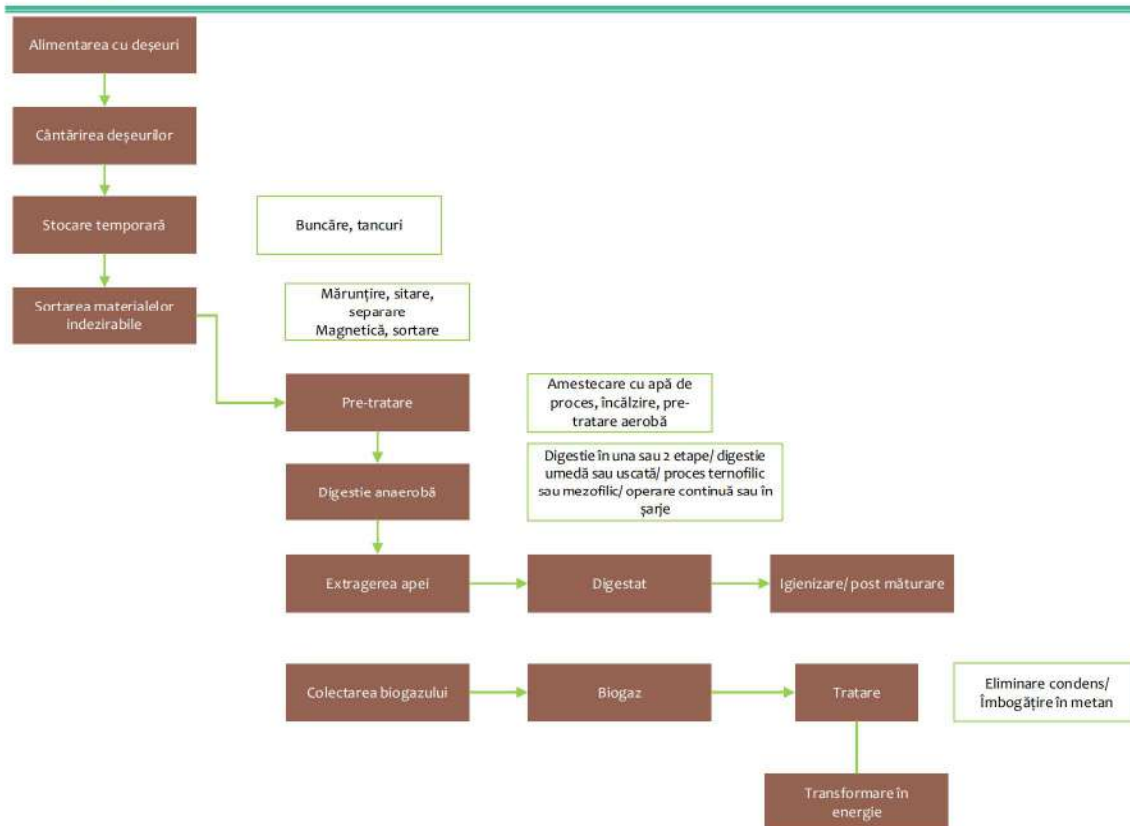 Alimentarea cu deșeuri
Cântărirea deșeurilor
Stocare temporară
Buncăre, tancuri
Sortarea materialelor
indezirabile
Mărunțire, sitare,
separare
Magnetică, sortare
Pre-tratare
Amestecare cu apă de
proces, încălzire, pre-
tratare aerobă
Digestie anaerobă
Digestie în una sau 2 etape/ digestie
umedă sau uscată/ proces ternofilic
sau mezofilic/ operare continuă sau în
șarje
Extragerea apei
Digestat
Igienizare/ post măturare
Colectarea biogazului
Biogaz
Tratare
Eliminare condens/
Îmbogățire în metan
Transformare în
energie